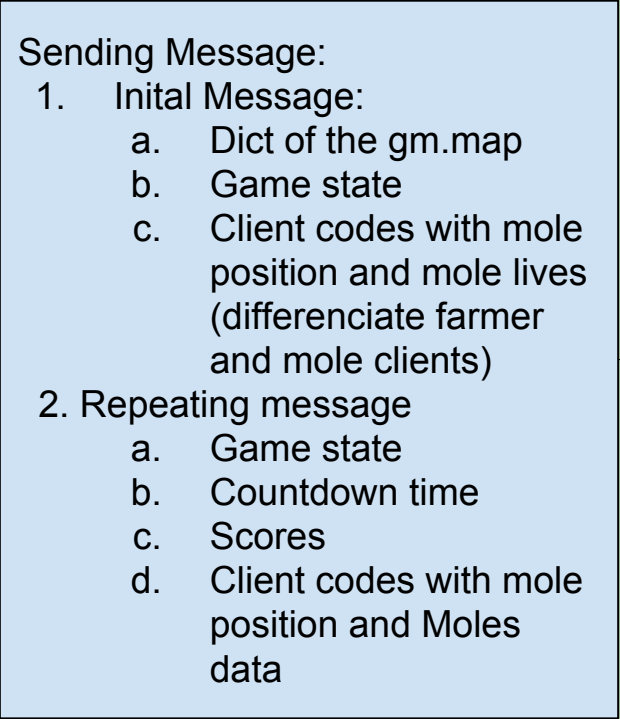 Sending Message:
1. Inital Message:
a. Dict of the gm.map
b. Game state
c. Client codes with mole
position and mole lives
(differenciate farmer
and mole clients)
2. Repeating message
a. Game state
b. Countdown time
c. Scores
d. Client codes with mole
position and Moles
data